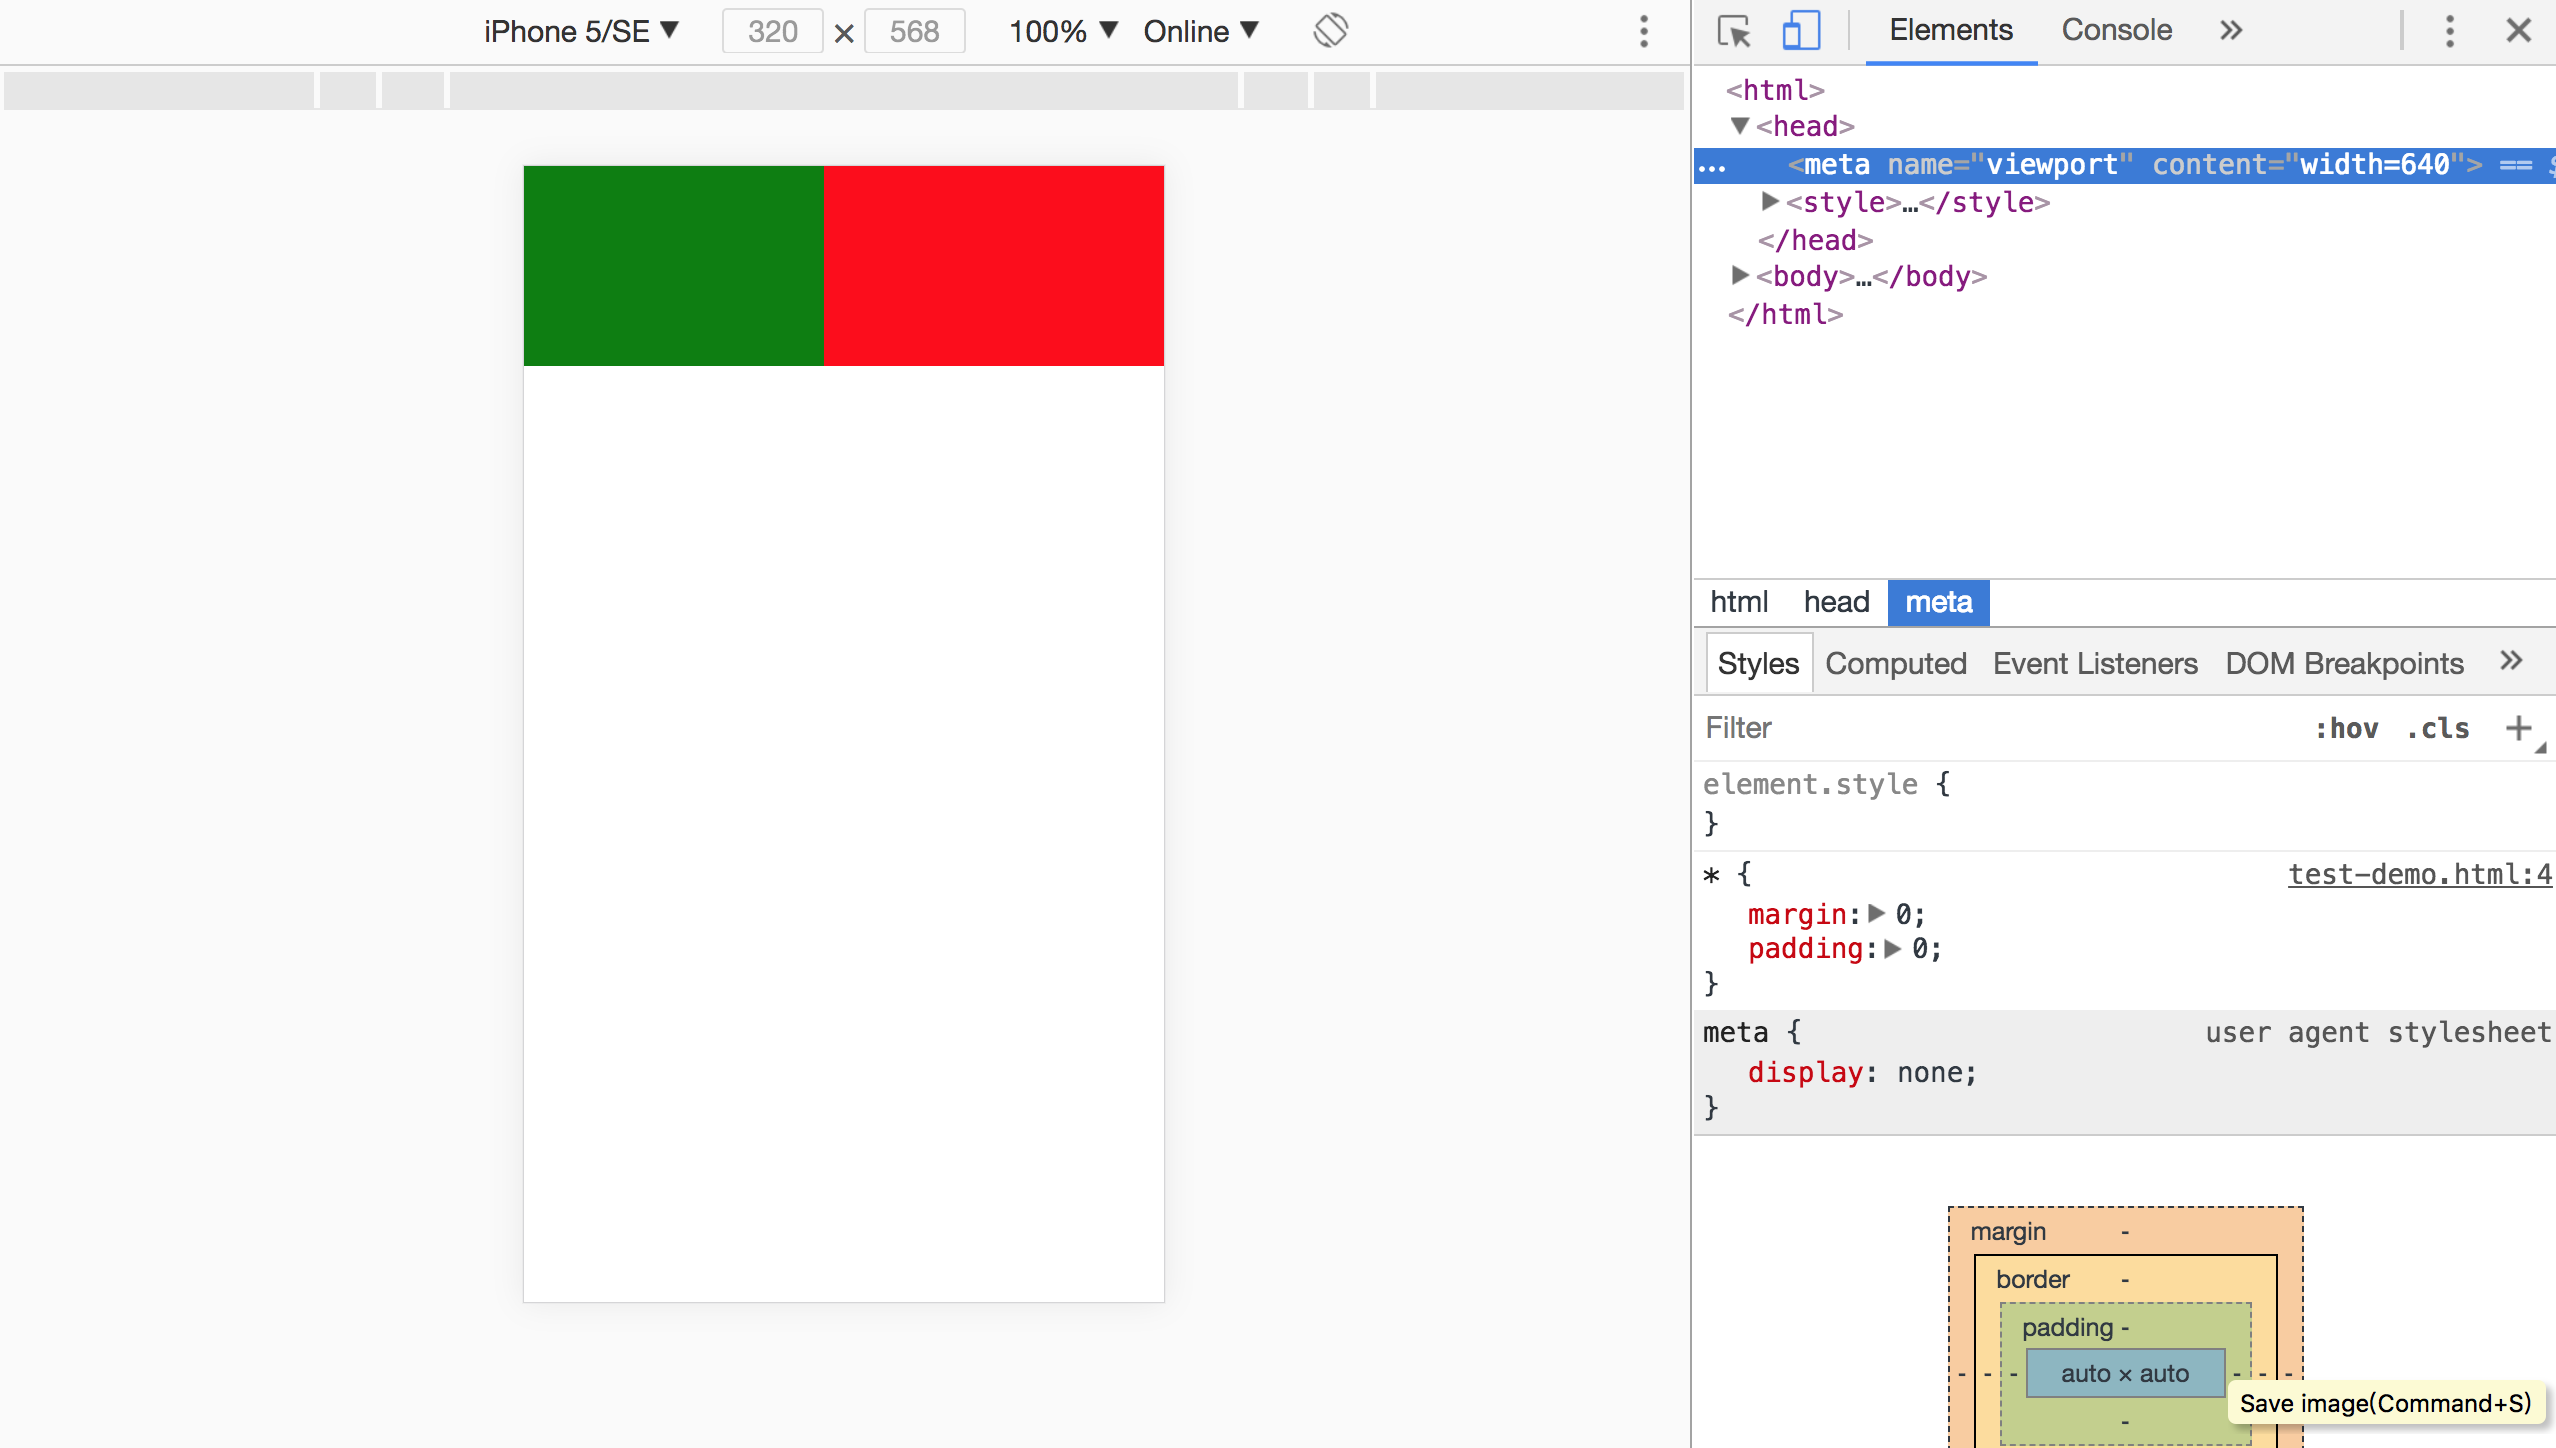 iPhone 5/SE ▼ 320 × 568 100% ▼ Online ▼
Elements Console »
<html>
▼<head>
… <meta name="viewport" content="width=640"> == $
▶<style>…</style>
</head>
▶<body>…</body>
</html>
html head meta
Styles Computed Event Listeners DOM Breakpoints »
Filter :hov .cls +
element.style {
}
* { test-demo.html:4
margin:▶0;
padding:▶0;
}
meta { user agent stylesheet
display: none;
}
margin -
border -
padding -
- - - auto × auto - - -
Save image(Command+S)
-